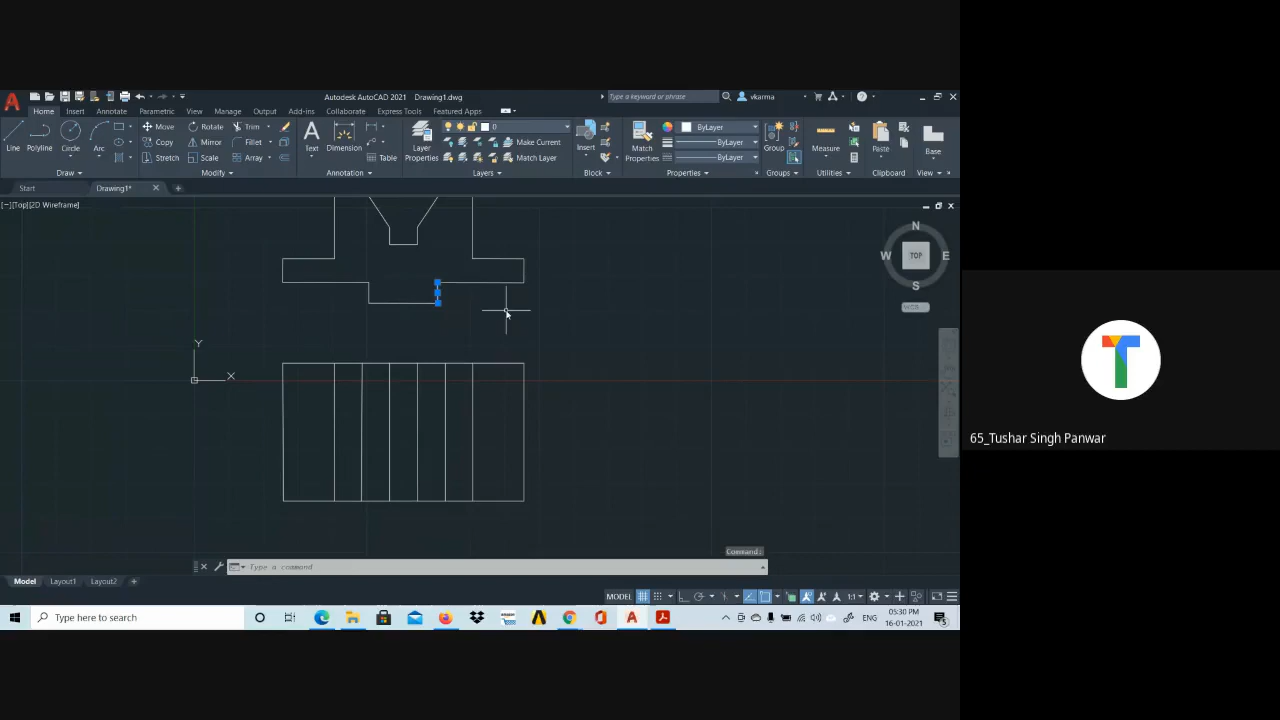 Autodesk AutoCAD 2021 Drawing1.dwg
Type a keyword or phrase
vkarma
Home Insert Annotate Parametric View Manage Output Add-ins Collaborate Express Tools Featured Apps
Line
Polyline
Circle
Arc
Move
Rotate
Trim
Copy
Mirror
Fillet
Stretch
Scale
Array
Text
Dimension
Table
Layer
Properties
0
Make Current
Match Layer
Insert
Match
Properties
ByLayer
ByLayer
ByLayer
Group
Measure
Paste
Base
Draw Modify Annotation Layers Block Properties Groups Utilities Clipboard View
Start
Drawing1*
[−][Top][2D Wireframe]
N
W
TOP
E
S
WCS
Y
X
Command:
Type a command
Model Layout1 Layout2
MODEL
1:1
Type here to search
amazon
ENG
05:30 PM
16-01-2021
5
T
65_Tushar Singh Panwar